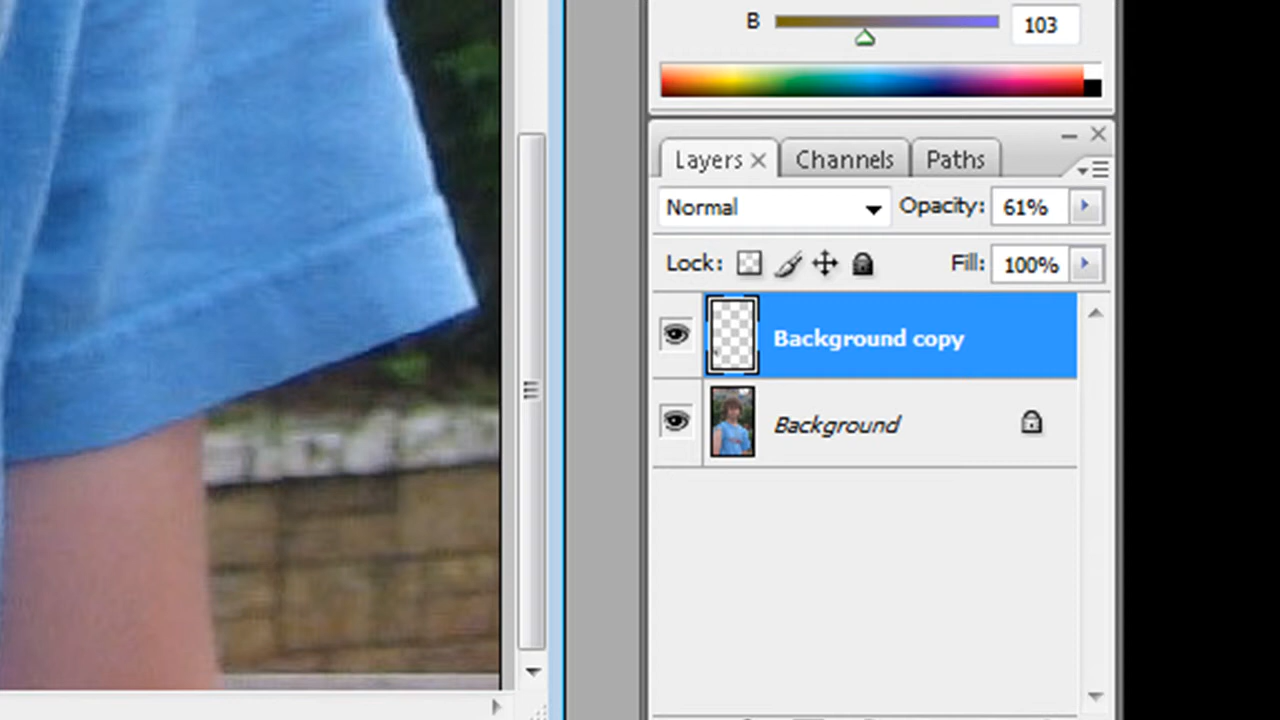 B 103
Layers Channels Paths
Normal Opacity: 61%
Lock: Fill: 100%
Background copy
Background